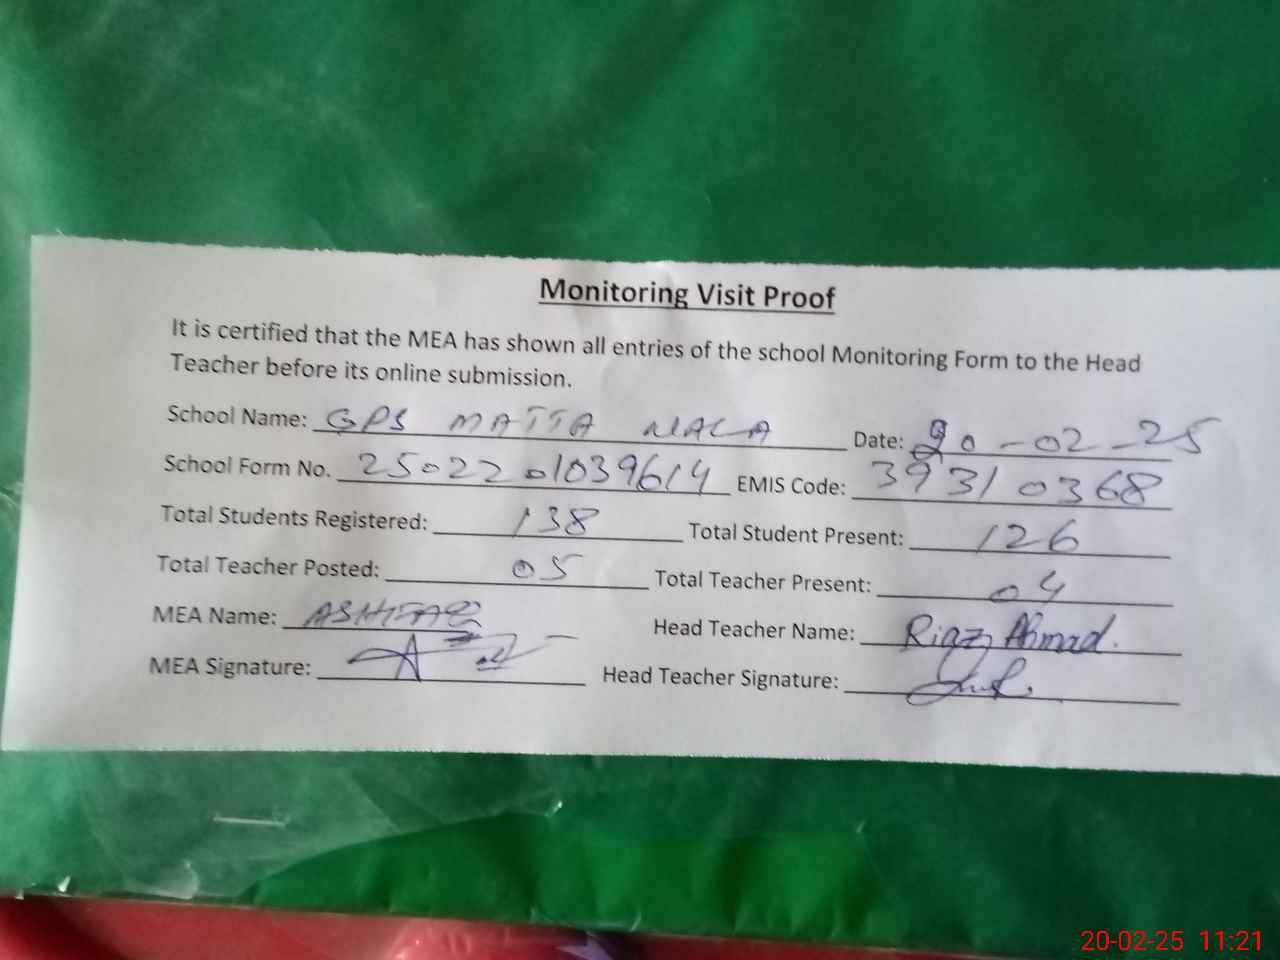 Monitoring Visit Proof
It is certified that the MEA has shown all entries of the school Monitoring Form to the Head
Teacher before its online submission.
School Name: GPS MATTA NALA Date: 20-02-25
School Form No. 2502201039614 EMIS Code: 39310368
Total Students Registered: 138 Total Student Present: 126
Total Teacher Posted: 05 Total Teacher Present: 04
MEA Name: ASHFAQ Head Teacher Name: Riaz Ahmad.
MEA Signature: Head Teacher Signature:
20-02-25 11:21